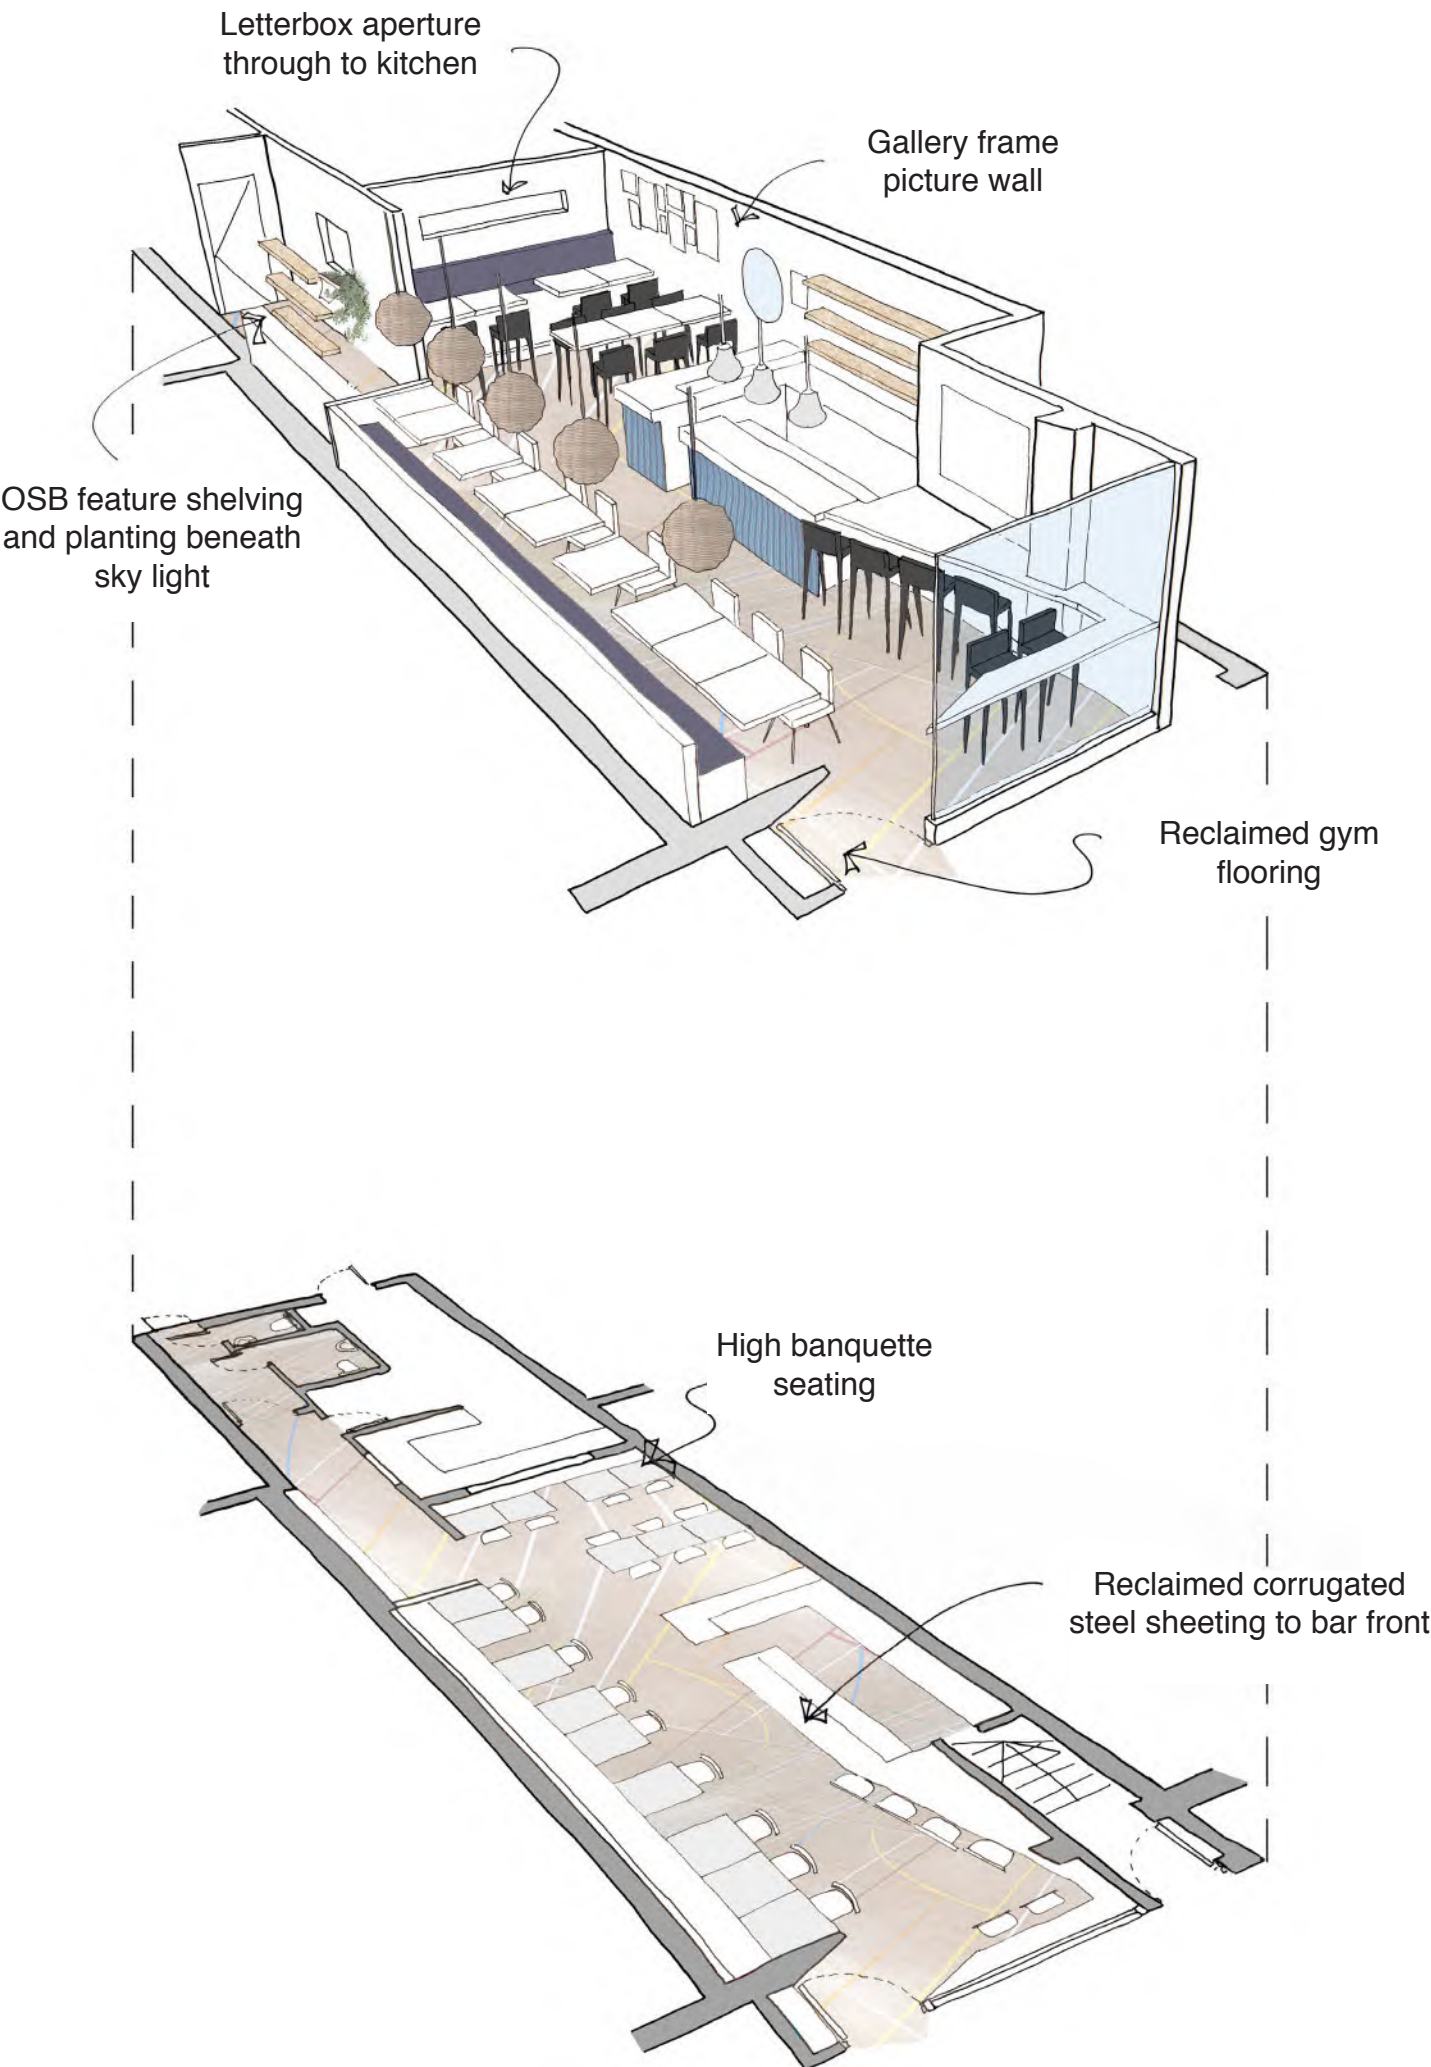 Letterbox aperture
through to kitchen
Gallery frame
picture wall
OSB feature shelving
and planting beneath
sky light
Reclaimed gym
flooring
High banquette
seating
Reclaimed corrugated
steel sheeting to bar front